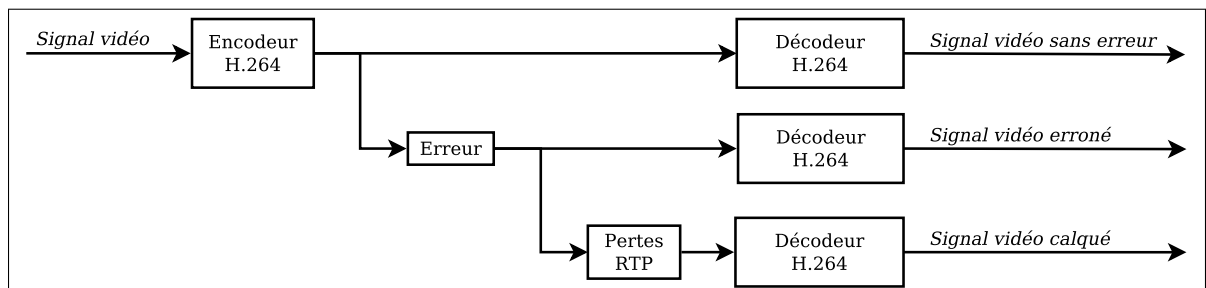 Signal vidéo
Encodeur
H.264
Décodeur
H.264
Signal vidéo sans erreur
Erreur
Décodeur
H.264
Signal vidéo erroné
Pertes
RTP
Décodeur
H.264
Signal vidéo calqué